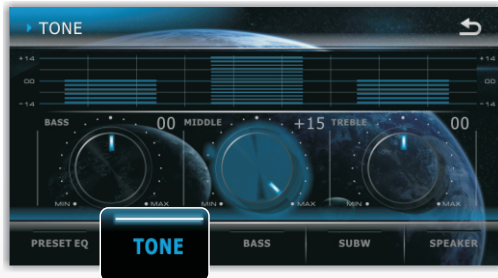 TONE
+14 +14
00 00
-14 -14
BASS 00 MIDDLE +15 TREBLE 00
MIN MAX MIN MAX MIN MAX
PRESET EQ TONE BASS SUBW SPEAKER